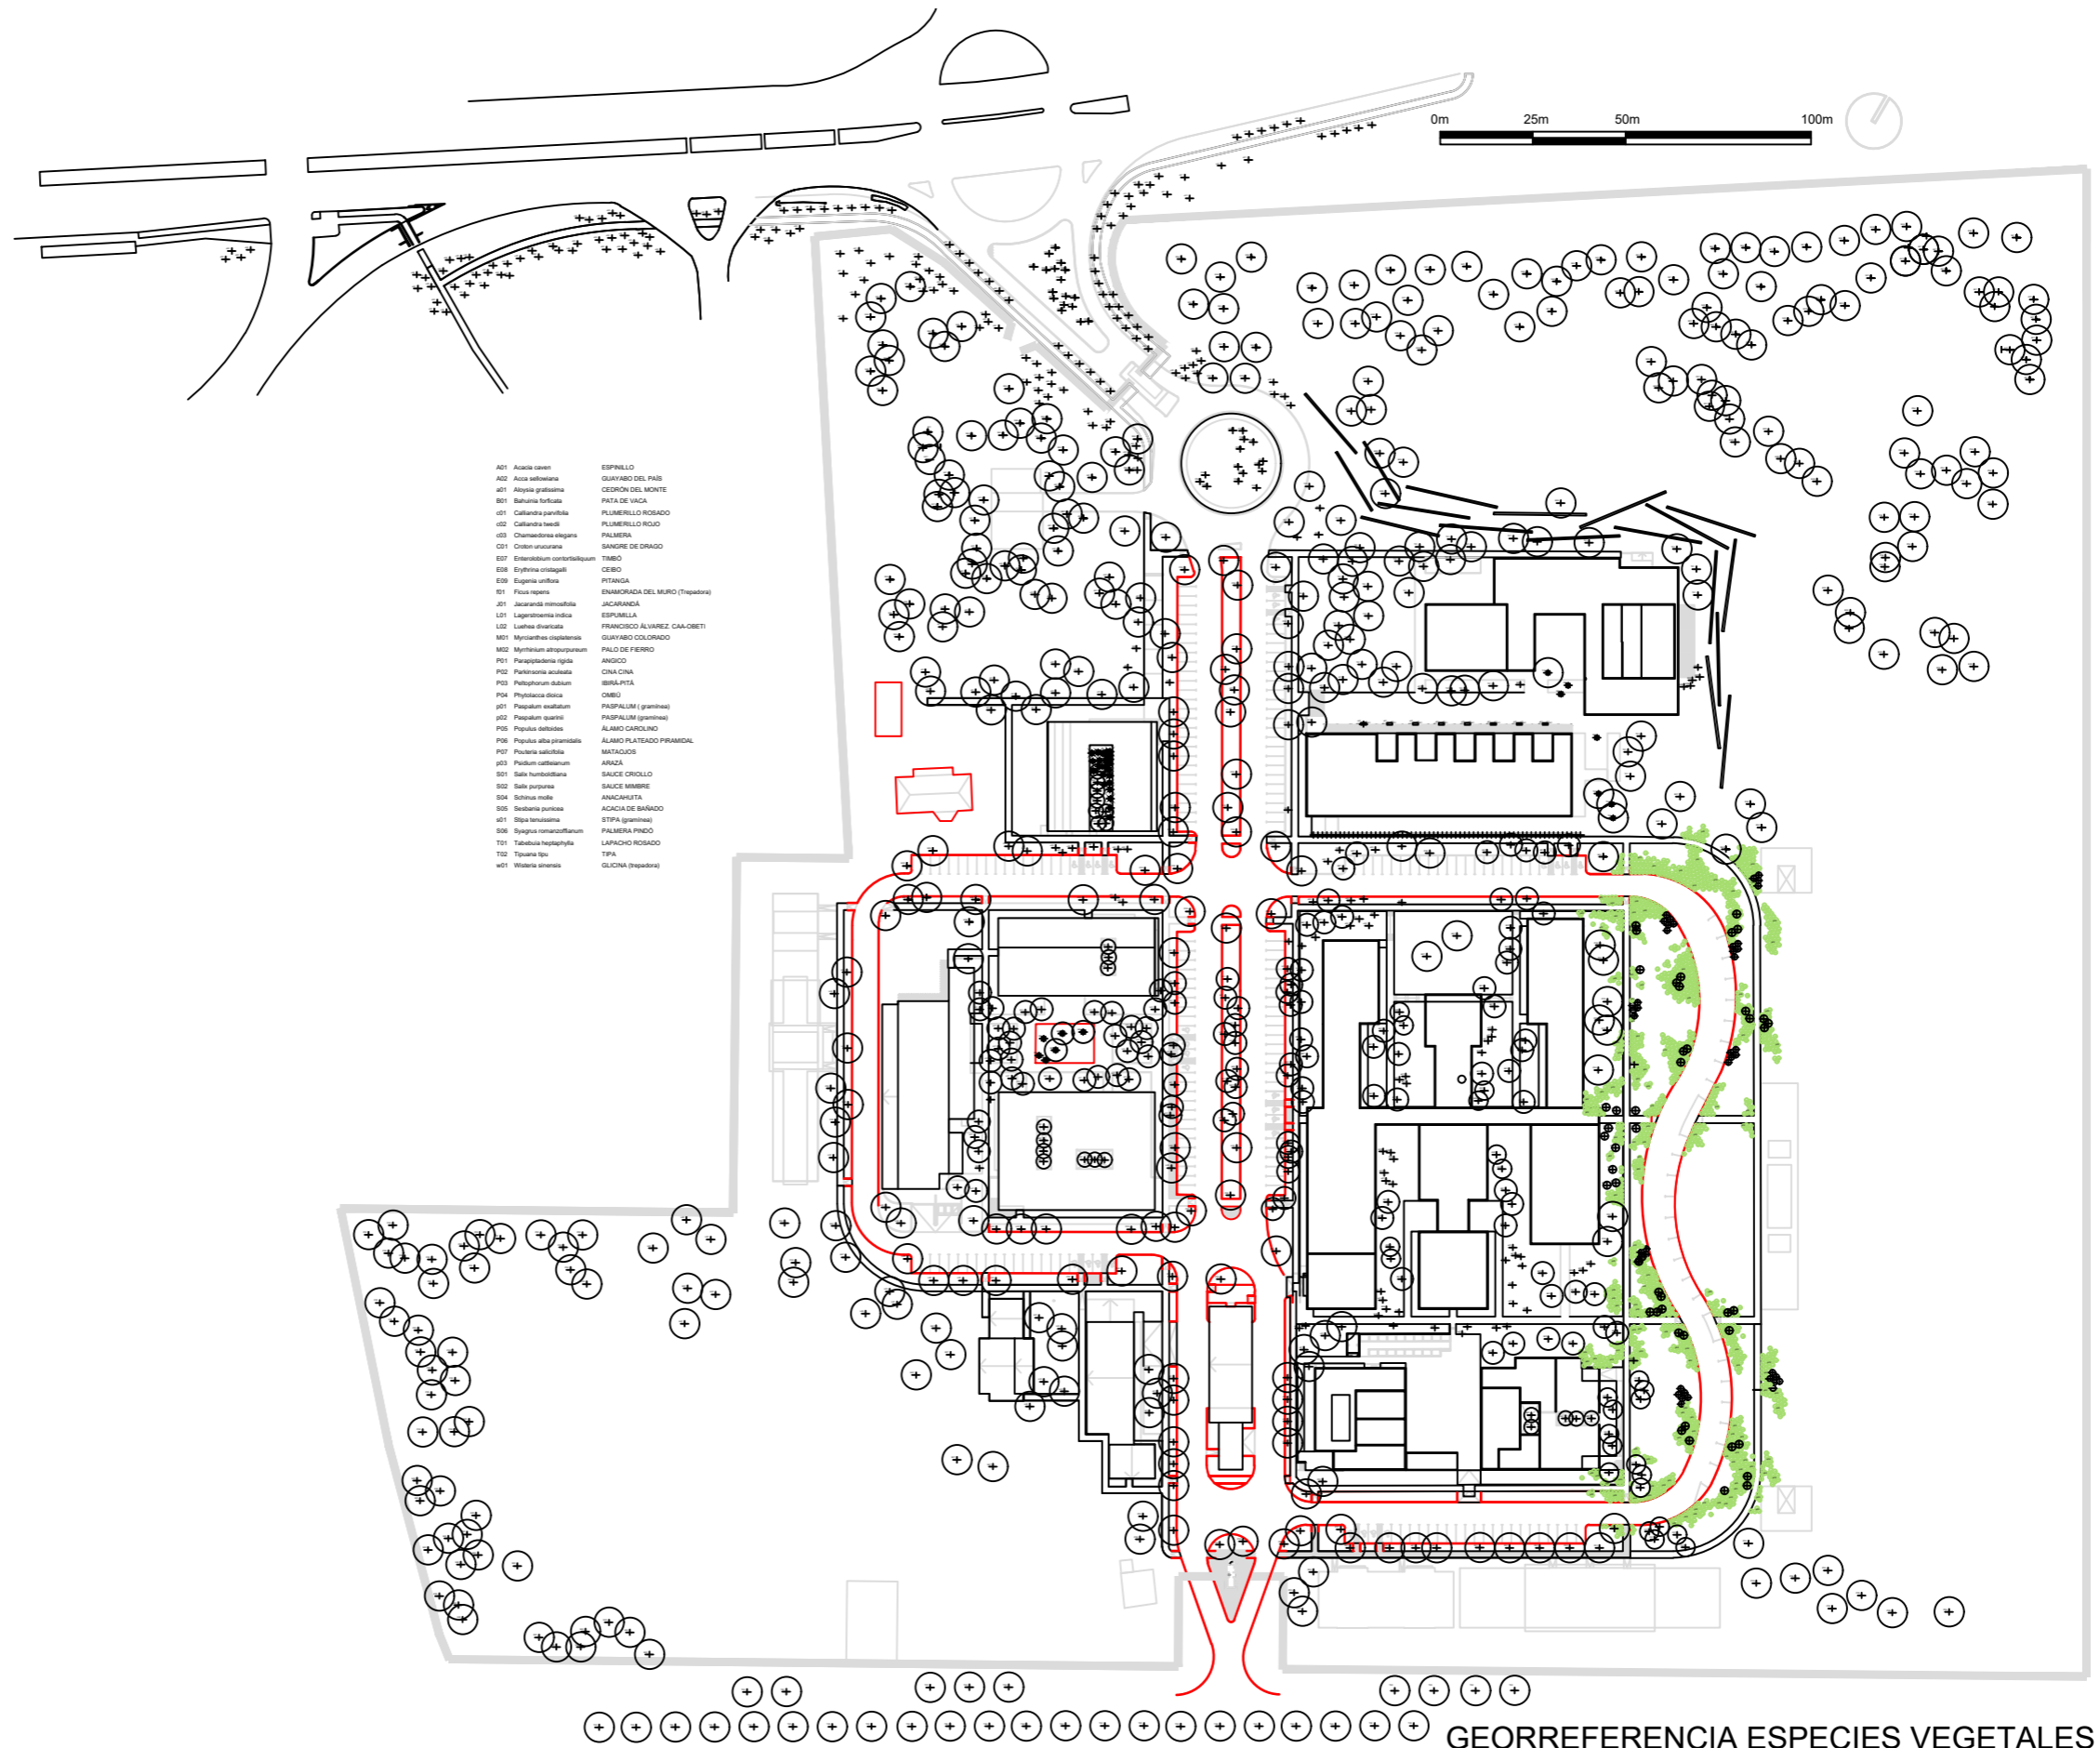 0m 25m 50m 100m
A01 Acacia caven ESPINILLO
A02 Acca sellowiana GUAYABO DEL PAÍS
a01 Aloysia gratissima CEDRÓN DEL MONTE
B01 Bahuinia forficata PATA DE VACA
c01 Calliandra parvifolia PLUMERILLO ROSADO
c02 Calliandra twedii PLUMERILLO ROJO
c03 Chamaedorea elegans PALMERA
C01 Croton urucurana SANGRE DE DRAGO
E07 Enterolobium contortisiliquum TIMBÓ
E08 Erythrina cristagalli CEIBO
E09 Eugenia uniflora PITANGA
f01 Ficus repens ENAMORADA DEL MURO (Trepadora)
J01 Jacarandá mimosifolia JACARANDÁ
L01 Lagerstroemia indica ESPUMILLA
L02 Luehea divaricata FRANCISCO ÁLVAREZ. CAA-OBETI
M01 Myrcianthes cisplatensis GUAYABO COLORADO
M02 Myrrhinium atropurpureum PALO DE FIERRO
P01 Parapiptadenia rigida ANGICO
P02 Parkinsonia aculeata CINA CINA
P03 Peltophorum dubium IBIRÁ-PITÁ
P04 Phytolacca dioica OMBÚ
p01 Paspalum exaltatum PASPALUM ( gramínea)
p02 Paspalum quarinii PASPALUM (gramínea)
P05 Populus deltoides ÁLAMO CAROLINO
P06 Populus alba piramidalis ÁLAMO PLATEADO PIRAMIDAL
P07 Pouteria salicifolia MATAOJOS
p03 Psidium cattleianum ARAZÁ
S01 Salix humboldtiana SAUCE CRIOLLO
S02 Salix purpurea SAUCE MIMBRE
S04 Schinus molle ANACAHUITA
S05 Sesbania punicea ACACIA DE BAÑADO
s01 Stipa tenuissima STIPA (gramínea)
S06 Syagrus romanzoffianum PALMERA PINDÓ
T01 Tabebuia heptaphylla LAPACHO ROSADO
T02 Tipuana tipu TIPA
w01 Wisteria sinensis GLICINA (trepadora)
GEORREFERENCIA ESPECIES VEGETALES